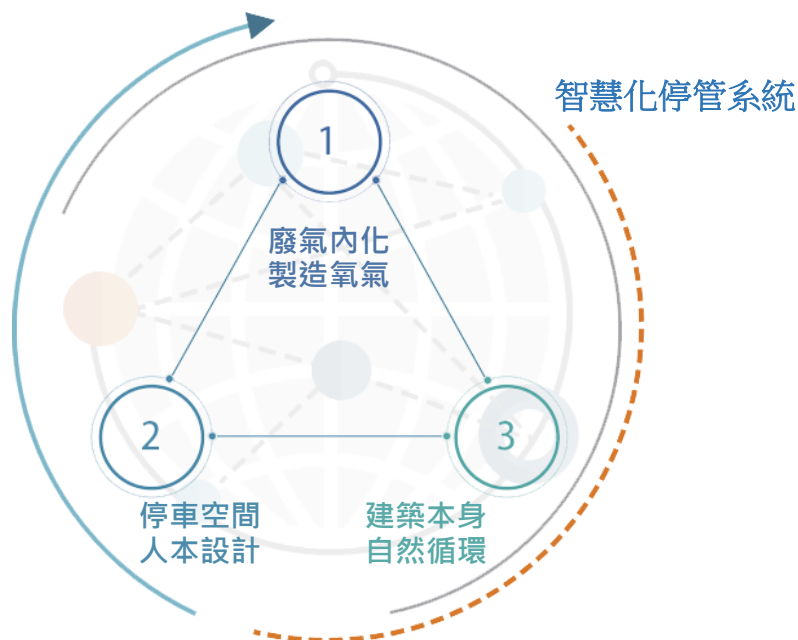 智慧化停管系統
1
廢氣內化
製造氧氣
2
停車空間
人本設計
3
建築本身
自然循環